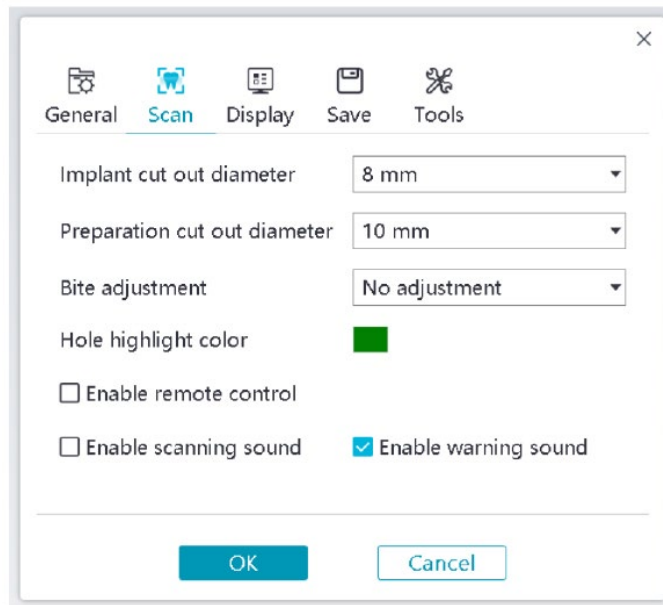 General Scan Display Save Tools
Implant cut out diameter 8 mm
Preparation cut out diameter 10 mm
Bite adjustment No adjustment
Hole highlight color
Enable remote control
Enable scanning sound Enable warning sound
OK Cancel